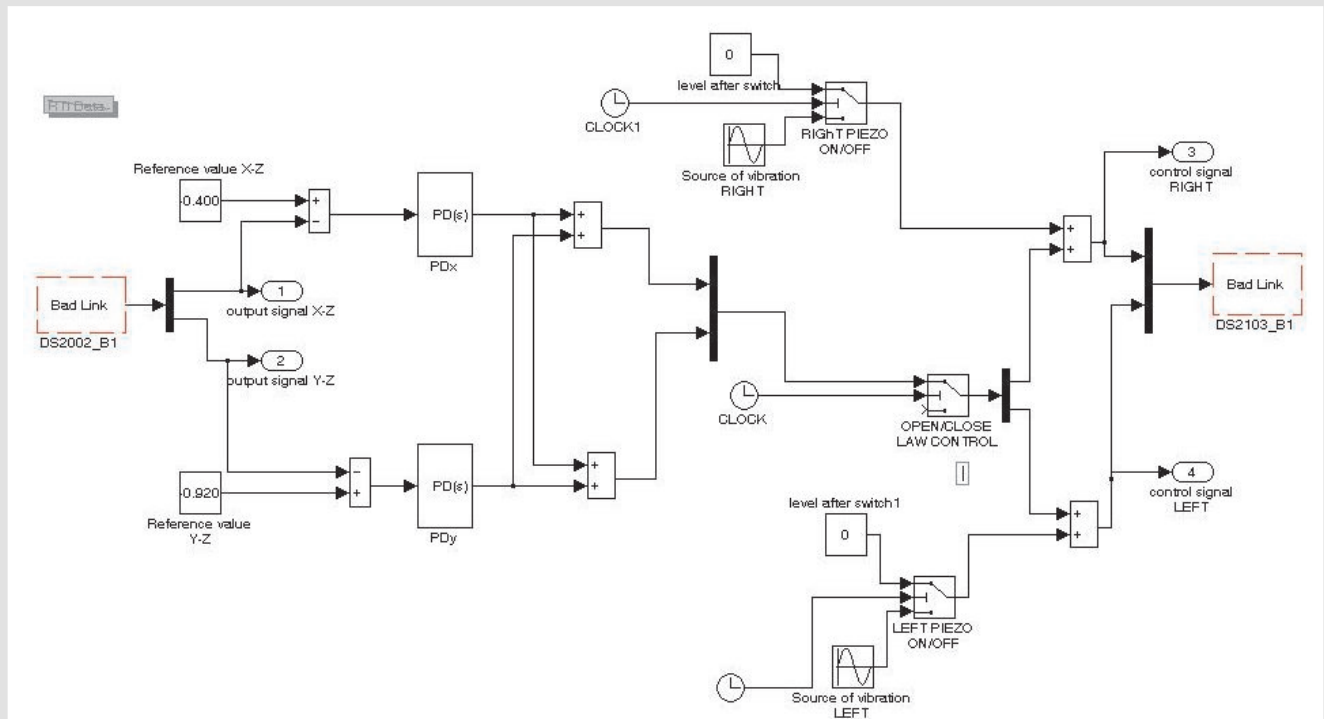 0
level after switch
RTI Data
CLOCK1
RIGhT PIEZO
ON/OFF
Source of vibration
RIGHT
3
control signal
RIGHT
Reference value X-Z
-0.400
+
−
PD(s)
PDx
+
+
+
+
Bad Link
DS2002_B1
1
output signal X-Z
2
output signal Y-Z
Bad Link
DS2103_B1
CLOCK
OPEN/CLOSE
LAW CONTROL
−
+
PD(s)
PDy
+
+
-0.920
Reference value
Y-Z
4
control signal
LEFT
level after switch1
0
+
+
LEFT PIEZO
ON/OFF
Source of vibration
LEFT